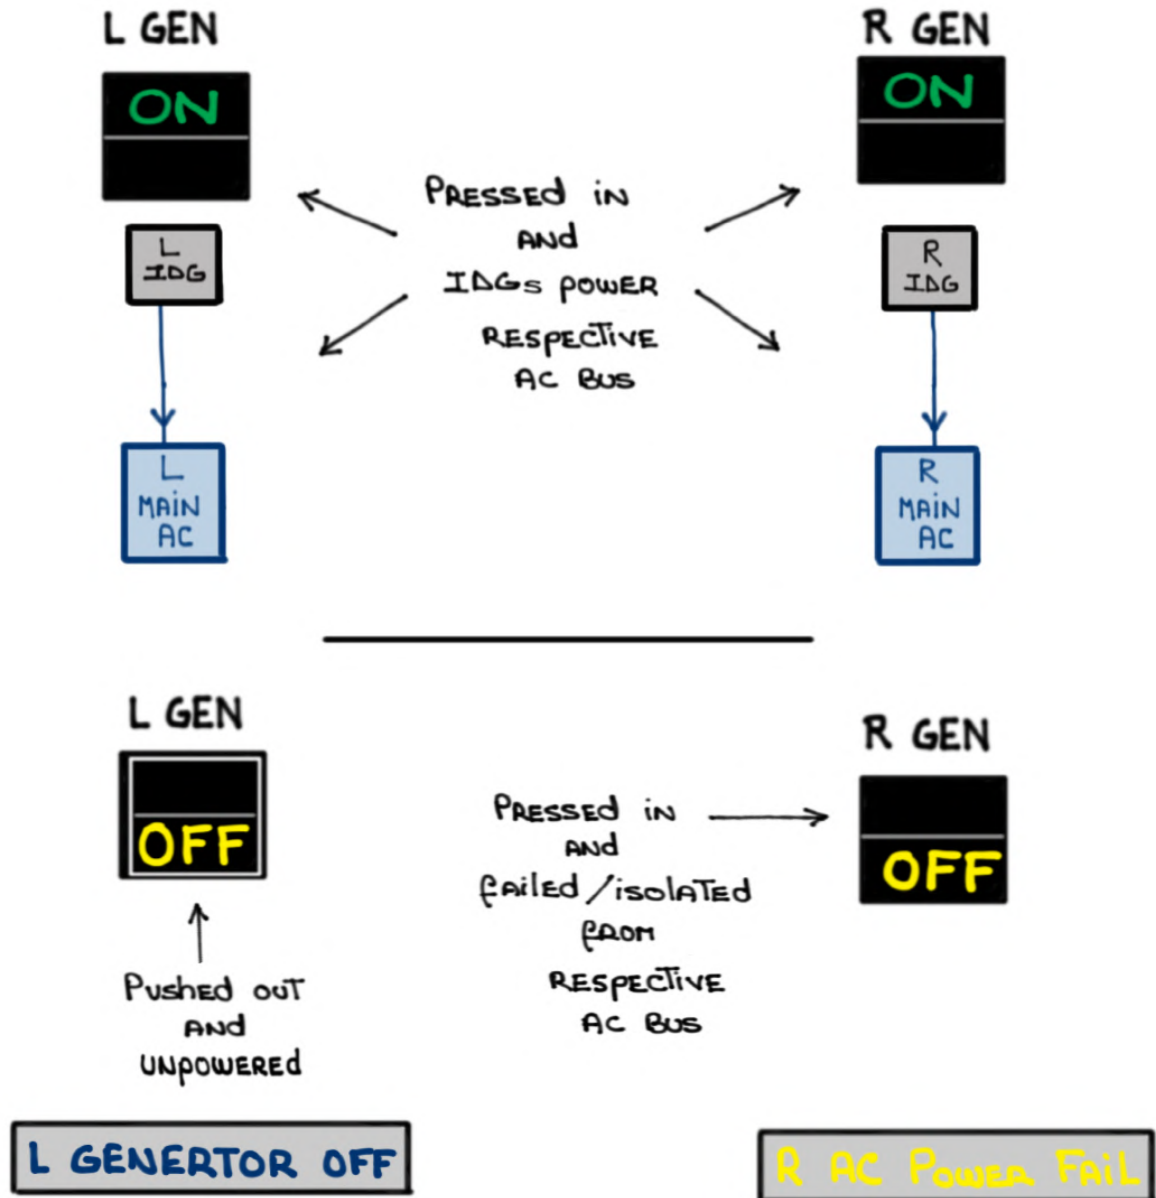 L GEN
ON
L
IDG
L
MAIN
AC
PRESSED IN
AND
IDGs POWER
RESPECTIVE
AC BUS
R GEN
ON
R
IDG
R
MAIN
AC
L GEN
OFF
PUSHED OUT
AND
UNPOWERED
L GENERTOR OFF
PRESSED IN
AND
FAILED/ISOLATED
FROM
RESPECTIVE
AC BUS
R GEN
OFF
R AC POWER FAIL